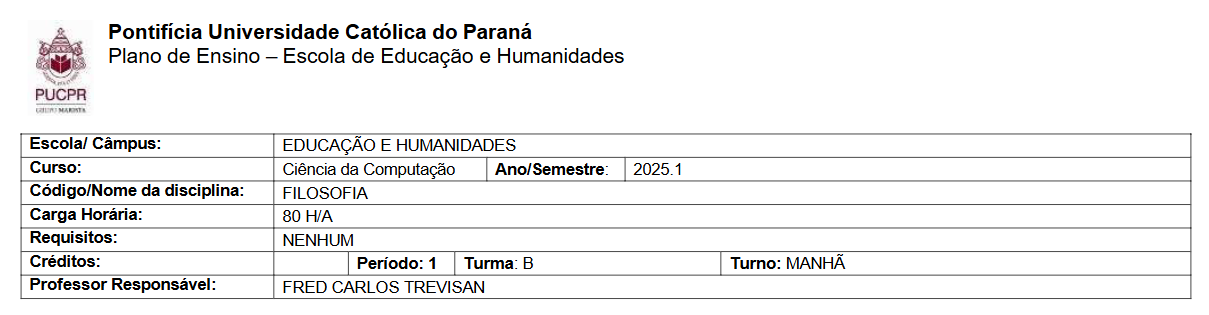 Pontifícia Universidade Católica do Paraná
Plano de Ensino – Escola de Educação e Humanidades
PUCPR
GRUPO MARISTA
Escola/ Câmpus: EDUCAÇÃO E HUMANIDADES
Curso: Ciência da Computação Ano/Semestre: 2025.1
Código/Nome da disciplina: FILOSOFIA
Carga Horária: 80 H/A
Requisitos: NENHUM
Créditos: Período: 1 Turma: B Turno: MANHÃ
Professor Responsável: FRED CARLOS TREVISAN